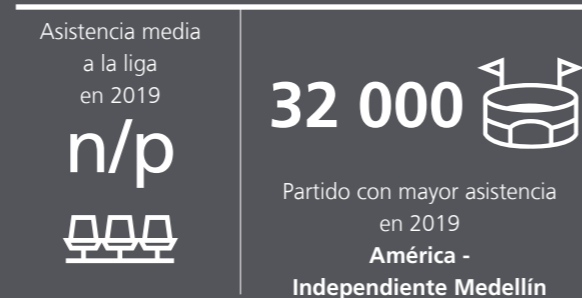 Asistencia media
a la liga
en 2019
n/p
32 000
Partido con mayor asistencia
en 2019
América -
Independiente Medellín